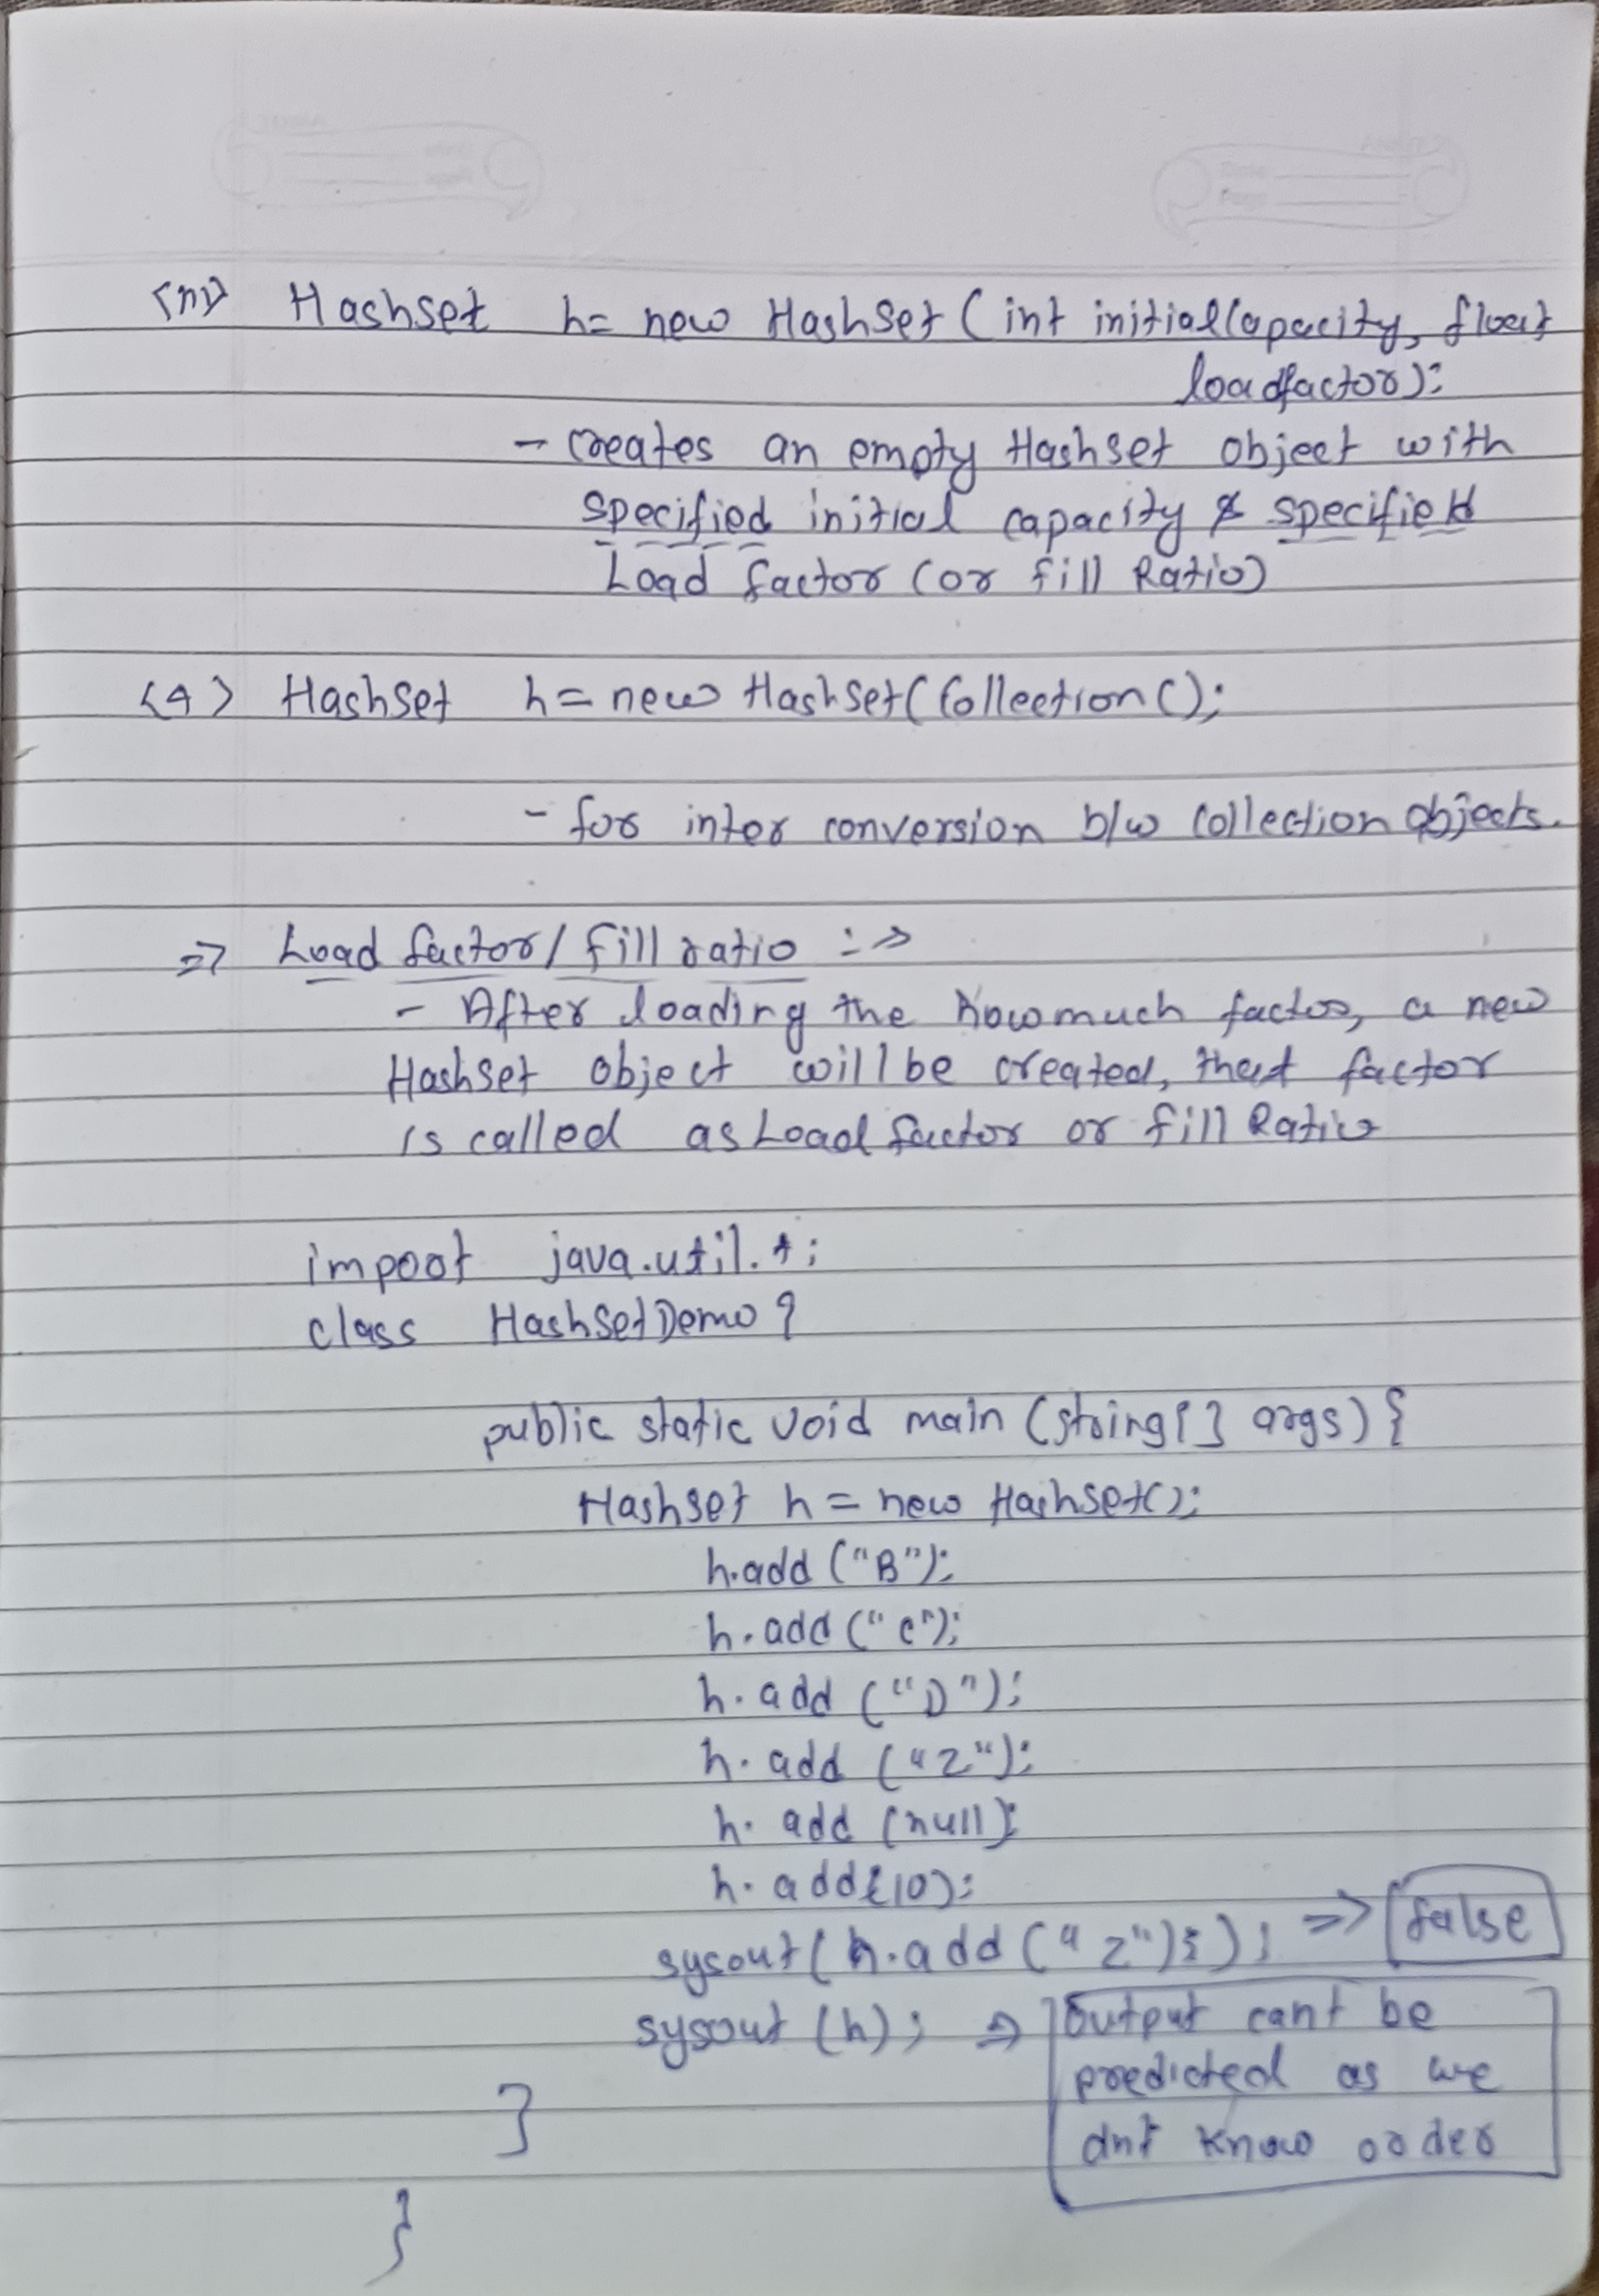 <3> Hashset h= new HashSet (int initialCapacity, float
loadfactor);
- creates an empty Hashset object with
specified initial capacity & specified
Load factor (or fill Ratio)
<4> HashSet h= new HashSet(Collection C);
- for inter conversion b/w Collection objects.
=> Load factor / fill ratio :->
- After loading the how much factor, a new
HashSet object will be created, that factor
is called as Load factor or fill Ratio
import java.util.*;
class HashSetDemo {
public static void main (String[] args) {
Hashset h = new Hashset();
h.add ("B");
h.add ("C");
h.add ("D");
h.add ("Z");
h.add (null);
h.add(10);
sysout( h.add ("Z"); ); => false
sysout (h); => Output cant be
predicted as we
dnt know order
}
}